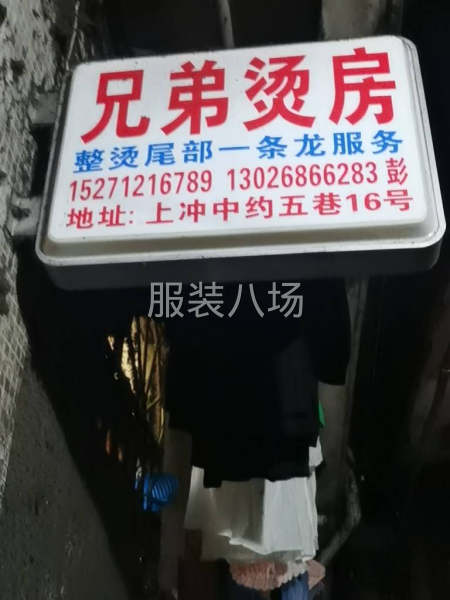 兄弟烫房
整烫尾部一条龙服务
15271216789 13026866283 彭
地址: 上冲中约五巷16号
服装八场